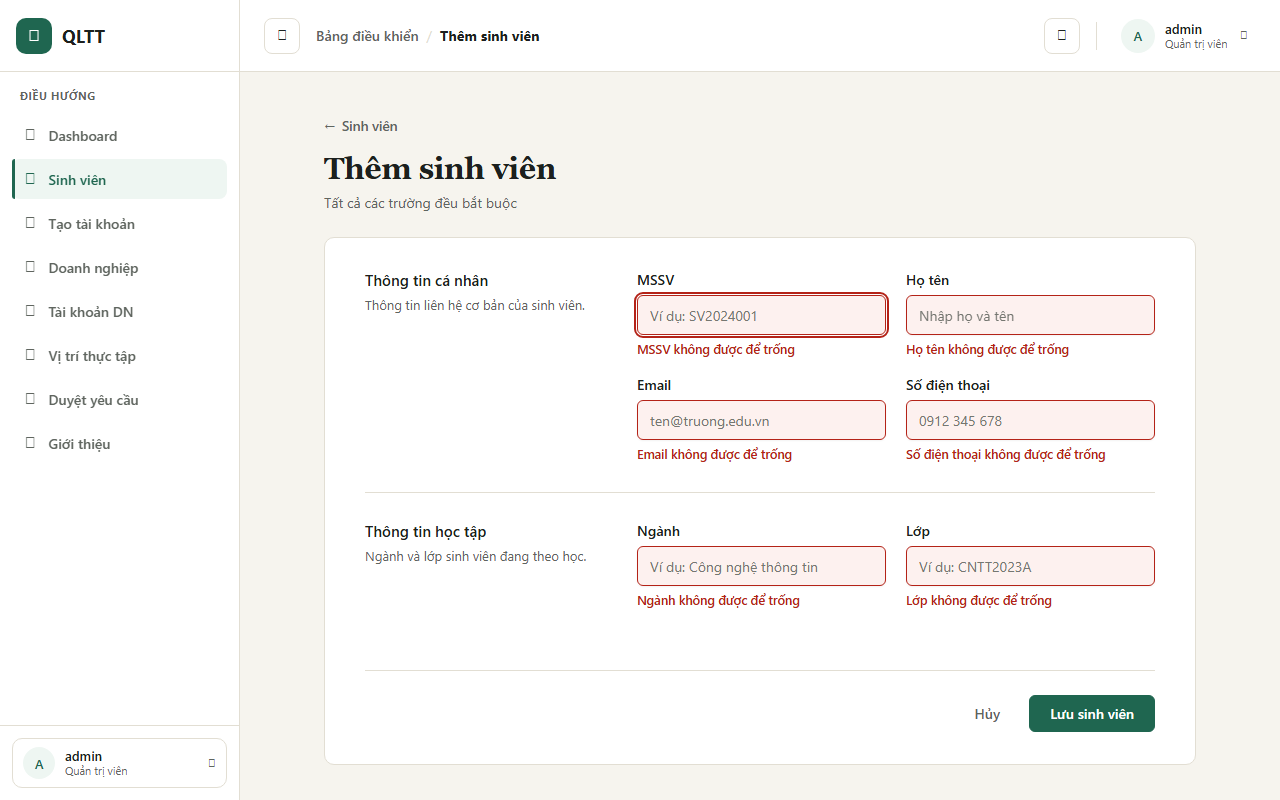 QLTT
Bảng điều khiển / Thêm sinh viên
A
admin
Quản trị viên
ĐIỀU HƯỚNG
Dashboard
Sinh viên
Tạo tài khoản
Doanh nghiệp
Tài khoản DN
Vị trí thực tập
Duyệt yêu cầu
Giới thiệu
A
admin
Quản trị viên
← Sinh viên
Thêm sinh viên
Tất cả các trường đều bắt buộc
Thông tin cá nhân
Thông tin liên hệ cơ bản của sinh viên.
MSSV
Ví dụ: SV2024001
MSSV không được để trống
Họ tên
Nhập họ và tên
Họ tên không được để trống
Email
ten@truong.edu.vn
Email không được để trống
Số điện thoại
0912 345 678
Số điện thoại không được để trống
Thông tin học tập
Ngành và lớp sinh viên đang theo học.
Ngành
Ví dụ: Công nghệ thông tin
Ngành không được để trống
Lớp
Ví dụ: CNTT2023A
Lớp không được để trống
Hủy
Lưu sinh viên